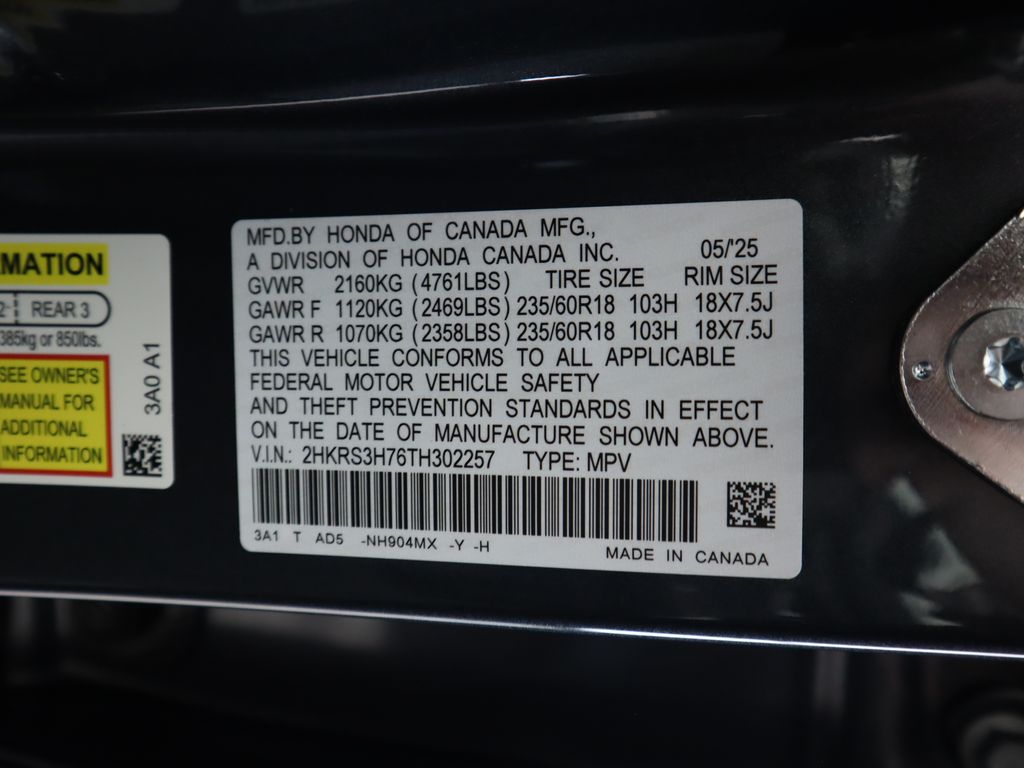 MATION
2- REAR 3
385kg or 850lbs.
SEE OWNER'S
MANUAL FOR
ADDITIONAL
INFORMATION
3A0 A1
MFD.BY HONDA OF CANADA MFG.,
A DIVISION OF HONDA CANADA INC. 05/'25
GVWR 2160KG (4761LBS) TIRE SIZE RIM SIZE
GAWR F 1120KG (2469LBS) 235/60R18 103H 18X7.5J
GAWR R 1070KG (2358LBS) 235/60R18 103H 18X7.5J
THIS VEHICLE CONFORMS TO ALL APPLICABLE
FEDERAL MOTOR VEHICLE SAFETY
AND THEFT PREVENTION STANDARDS IN EFFECT
ON THE DATE OF MANUFACTURE SHOWN ABOVE.
V.I.N.: 2HKRS3H76TH302257 TYPE: MPV
3A1 T AD5 -NH904MX -Y -H
MADE IN CANADA